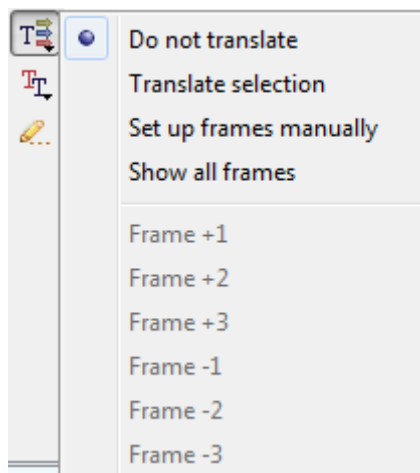 Do not translate
Translate selection
Set up frames manually
Show all frames
Frame +1
Frame +2
Frame +3
Frame -1
Frame -2
Frame -3